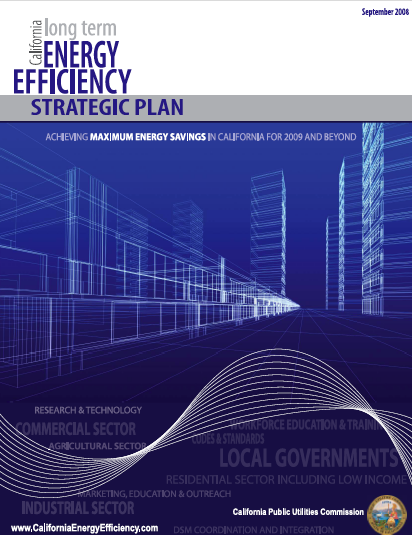 September 2008
California
long term
ENERGY
EFFICIENCY
STRATEGIC PLAN
ACHIEVING MAXIMUM ENERGY SAVINGS IN CALIFORNIA FOR 2009 AND BEYOND
RESEARCH & TECHNOLOGY
WORKFORCE EDUCATION & TRAINING
COMMERCIAL SECTOR
CODES & STANDARDS
AGRICULTURAL SECTOR
LOCAL GOVERNMENTS
RESIDENTIAL SECTOR INCLUDING LOW INCOME
MARKETING, EDUCATION & OUTREACH
INDUSTRIAL SECTOR
California Public Utilities Commission
www.CaliforniaEnergyEfficiency.com
DSM COORDINATION AND INTEGRATION